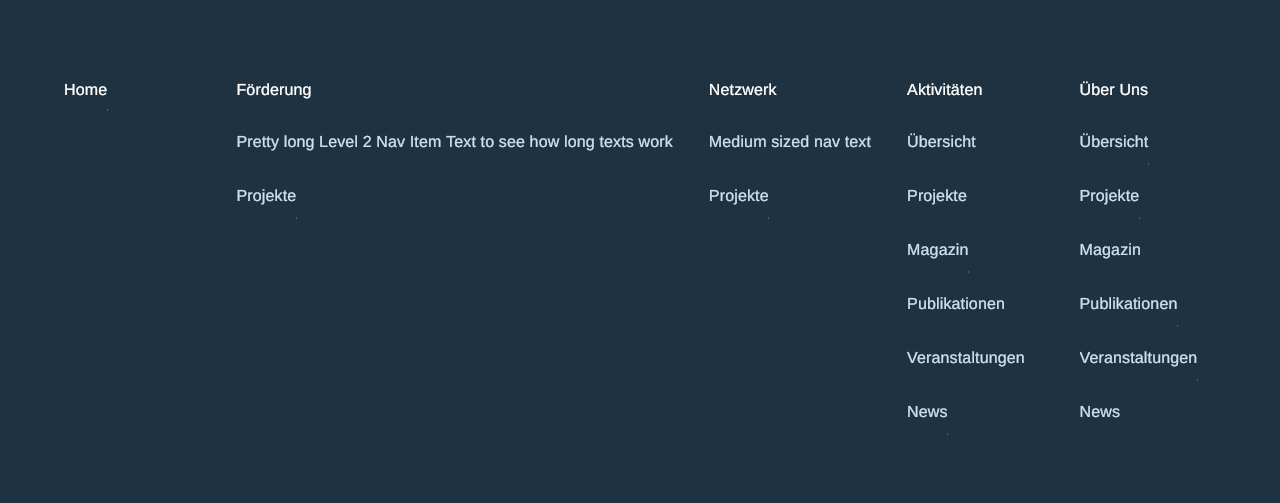 Home
Förderung
Pretty long Level 2 Nav Item Text to see how long texts work
Projekte
Netzwerk
Medium sized nav text
Projekte
Aktivitäten
Übersicht
Projekte
Magazin
Publikationen
Veranstaltungen
News
Über Uns
Übersicht
Projekte
Magazin
Publikationen
Veranstaltungen
News